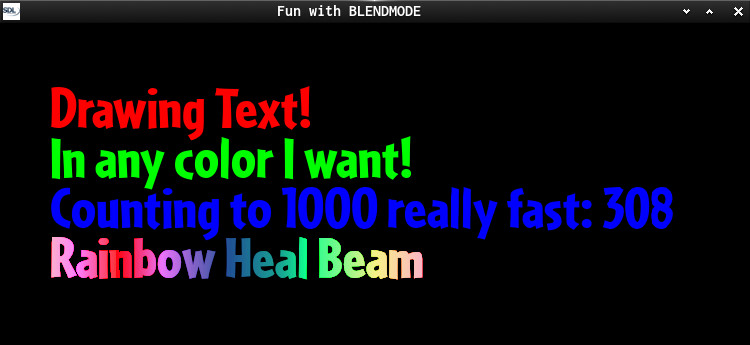 SDL
Fun with BLENDMODE
Drawing Text!
In any color I want!
Counting to 1000 really fast: 308
Rainbow Heal Beam